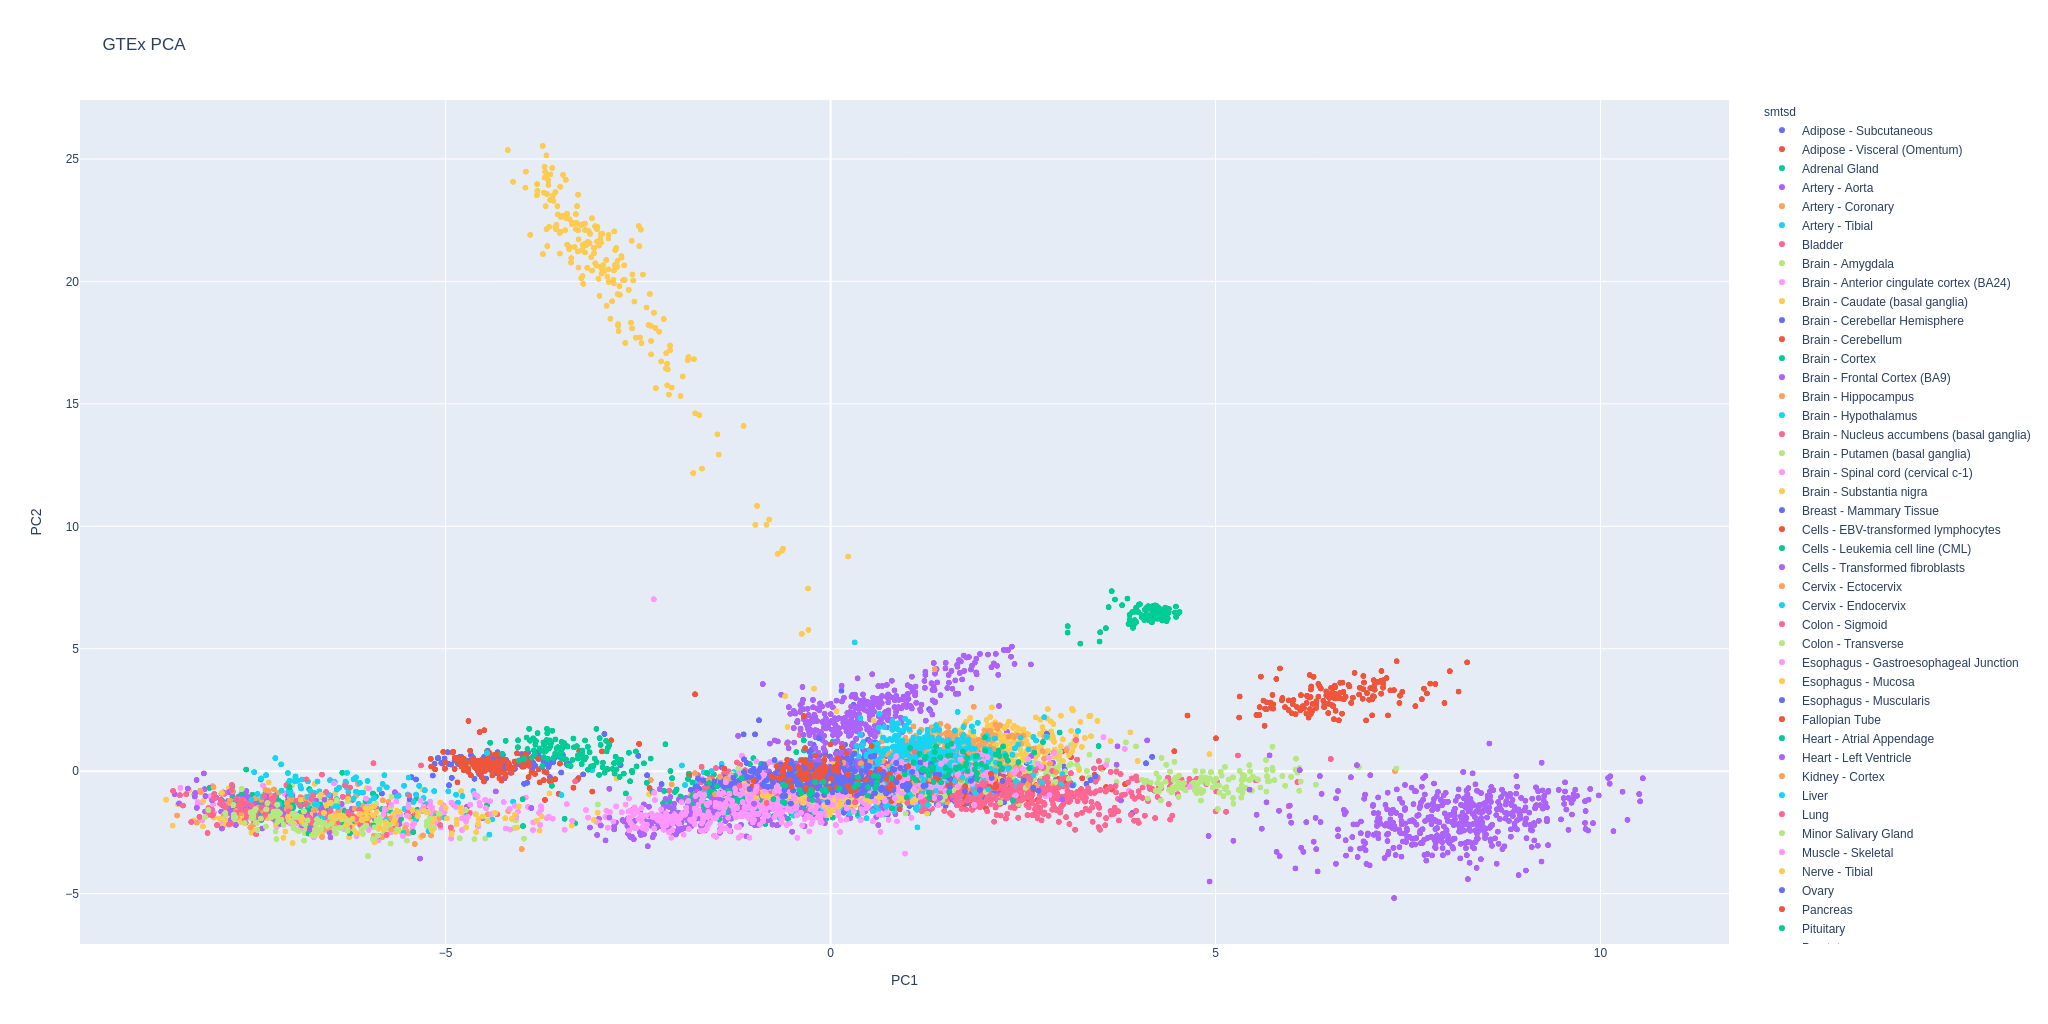 GTEx PCA
smtsd
Adipose - Subcutaneous
Adipose - Visceral (Omentum)
Adrenal Gland
Artery - Aorta
Artery - Coronary
Artery - Tibial
Bladder
Brain - Amygdala
Brain - Anterior cingulate cortex (BA24)
Brain - Caudate (basal ganglia)
Brain - Cerebellar Hemisphere
Brain - Cerebellum
Brain - Cortex
Brain - Frontal Cortex (BA9)
Brain - Hippocampus
Brain - Hypothalamus
Brain - Nucleus accumbens (basal ganglia)
Brain - Putamen (basal ganglia)
Brain - Spinal cord (cervical c-1)
Brain - Substantia nigra
Breast - Mammary Tissue
Cells - EBV-transformed lymphocytes
Cells - Leukemia cell line (CML)
Cells - Transformed fibroblasts
Cervix - Ectocervix
Cervix - Endocervix
Colon - Sigmoid
Colon - Transverse
Esophagus - Gastroesophageal Junction
Esophagus - Mucosa
Esophagus - Muscularis
Fallopian Tube
Heart - Atrial Appendage
Heart - Left Ventricle
Kidney - Cortex
Liver
Lung
Minor Salivary Gland
Muscle - Skeletal
Nerve - Tibial
Ovary
Pancreas
Pituitary
25
20
15
10
5
0
−5
PC2
−5
0
5
10
PC1